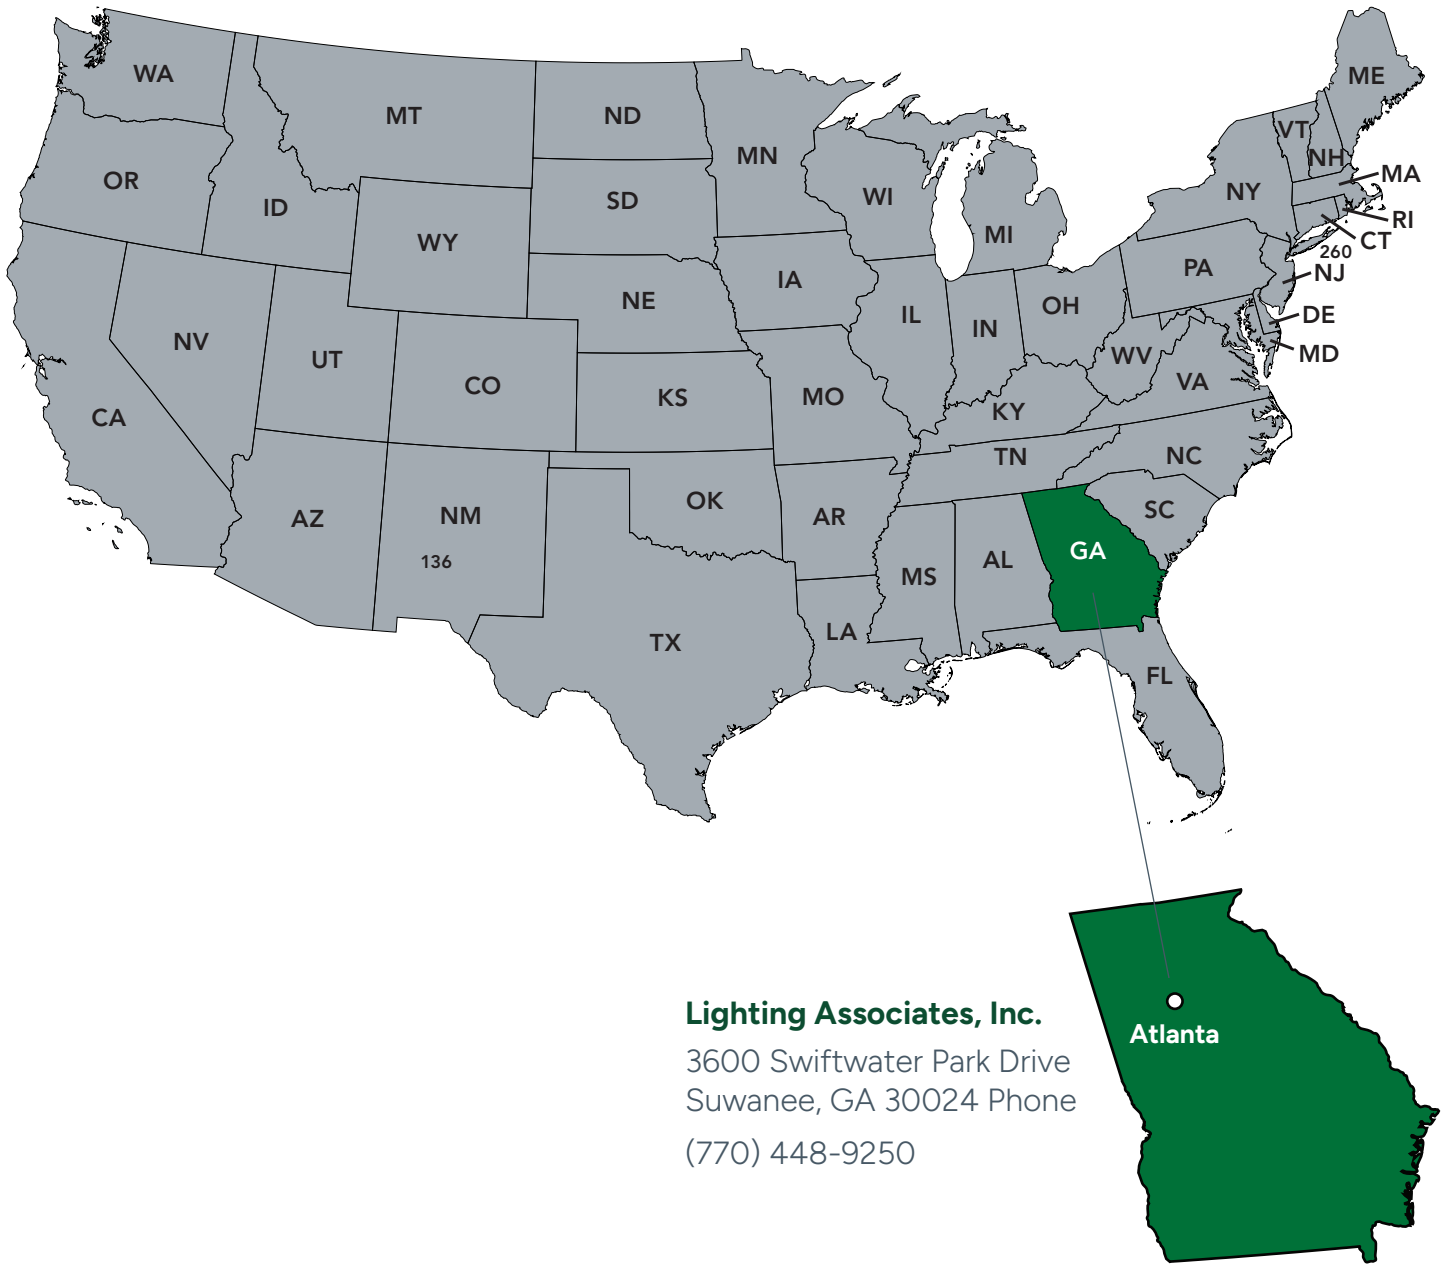 WA
MT
ND
MN
ME
VT
NH
OR
ID
SD
WI
MI
NY
MA
RI
CT
260
WY
NE
IA
PA
NJ
IL
IN
OH
DE
NV
UT
CO
KS
MO
WV
MD
VA
CA
KY
TN
NC
AZ
NM
136
OK
AR
SC
GA
MS
AL
TX
LA
FL
Lighting Associates, Inc.
3600 Swiftwater Park Drive
Suwanee, GA 30024 Phone
(770) 448-9250
Atlanta